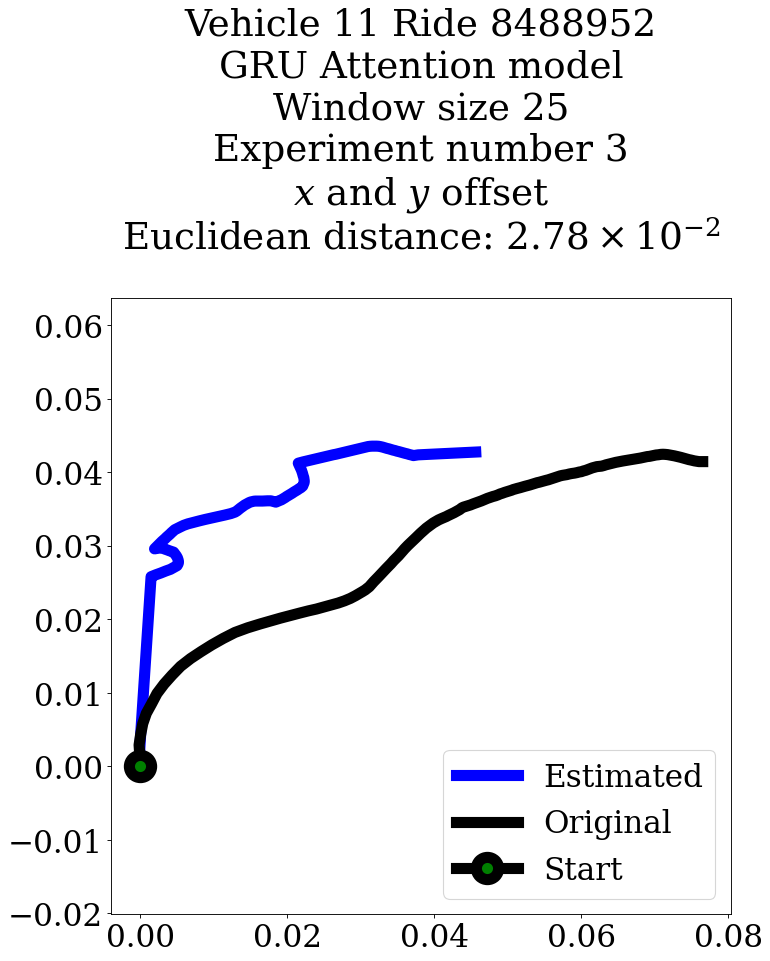 Vehicle 11 Ride 8488952
GRU Attention model
Window size 25
Experiment number 3
x and y offset
Euclidean distance: 2.78 × 10⁻²
0.06
0.05
0.04
0.03
0.02
0.01
0.00
−0.01
−0.02
0.00 0.02 0.04 0.06 0.08
Estimated
Original
Start